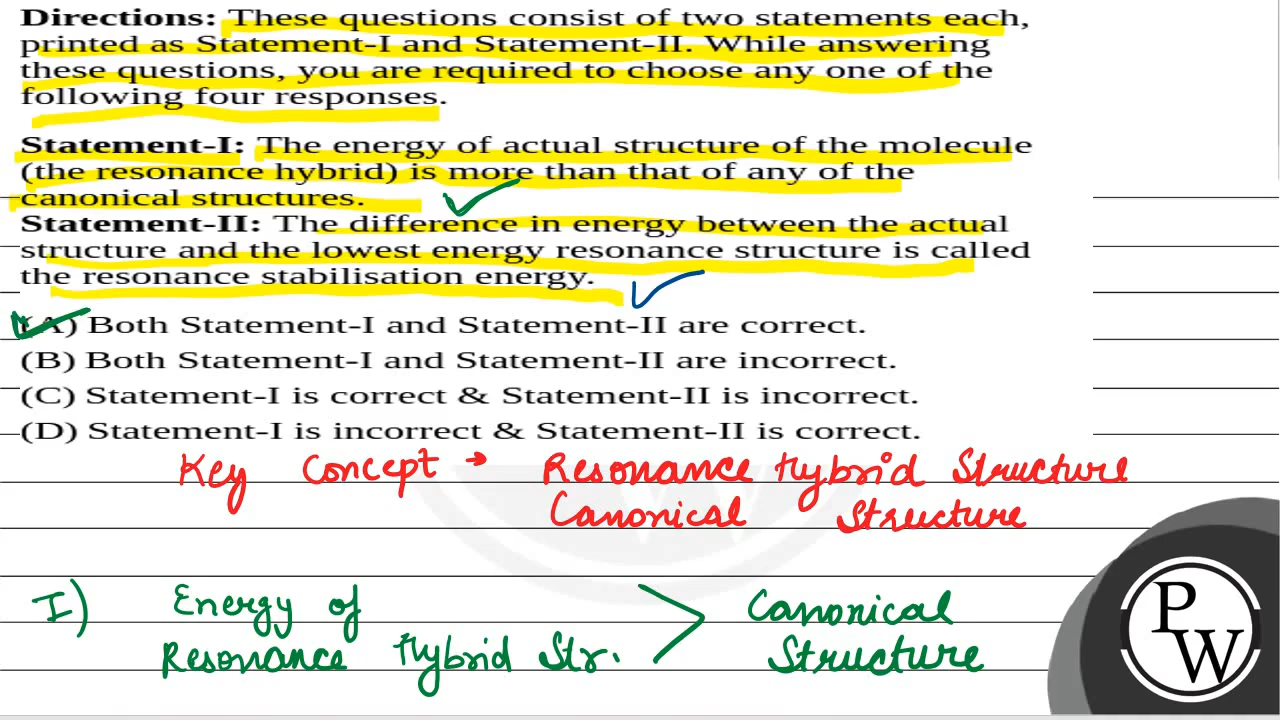 Directions: These questions consist of two statements each,
printed as Statement-I and Statement-II. While answering
these questions, you are required to choose any one of the
following four responses.
Statement-I: The energy of actual structure of the molecule
(the resonance hybrid) is more than that of any of the
canonical structures.
Statement-II: The difference in energy between the actual
structure and the lowest energy resonance structure is called
the resonance stabilisation energy.
(A) Both Statement-I and Statement-II are correct.
(B) Both Statement-I and Statement-II are incorrect.
(C) Statement-I is correct & Statement-II is incorrect.
(D) Statement-I is incorrect & Statement-II is correct.
Key Concept → Resonance Hybrid Structure
Canonical Structure
I) Energy of
Resonance Hybrid Str. > Canonical
Structure
PW